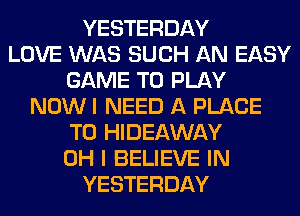 YESTERDAY
LOVE WAS SUCH AN EASY
GAME TO PLAY
NOW I NEED A PLACE
TO HIDEAWAY
OH I BELIEVE IN
YESTERDAY